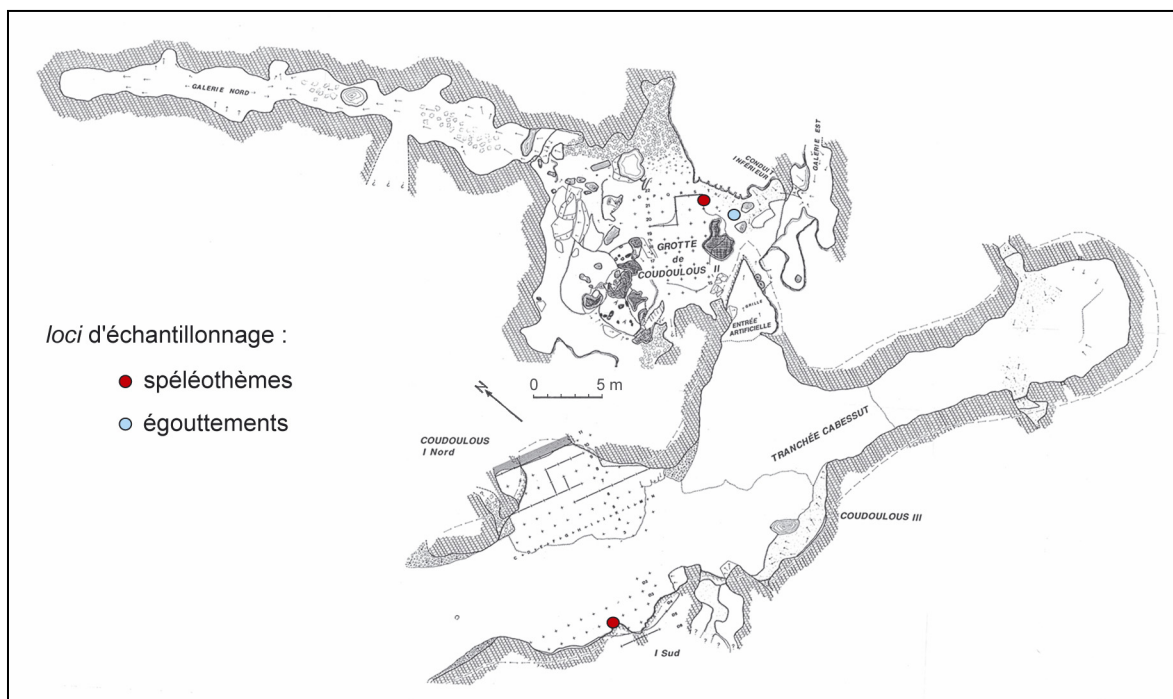 GALERIE NORD
GALERIE EST
CONDUIT
INFÉRIEUR
GROTTE
de
COUDOULOUS II
GRILLE
ENTRÉE
ARTIFICIELLE
loci d'échantillonnage :
spéléothèmes
égouttements
0 5 m
N
TRANCHÉE CABESSUT
COUDOULOUS
I Nord
COUDOULOUS III
I Sud